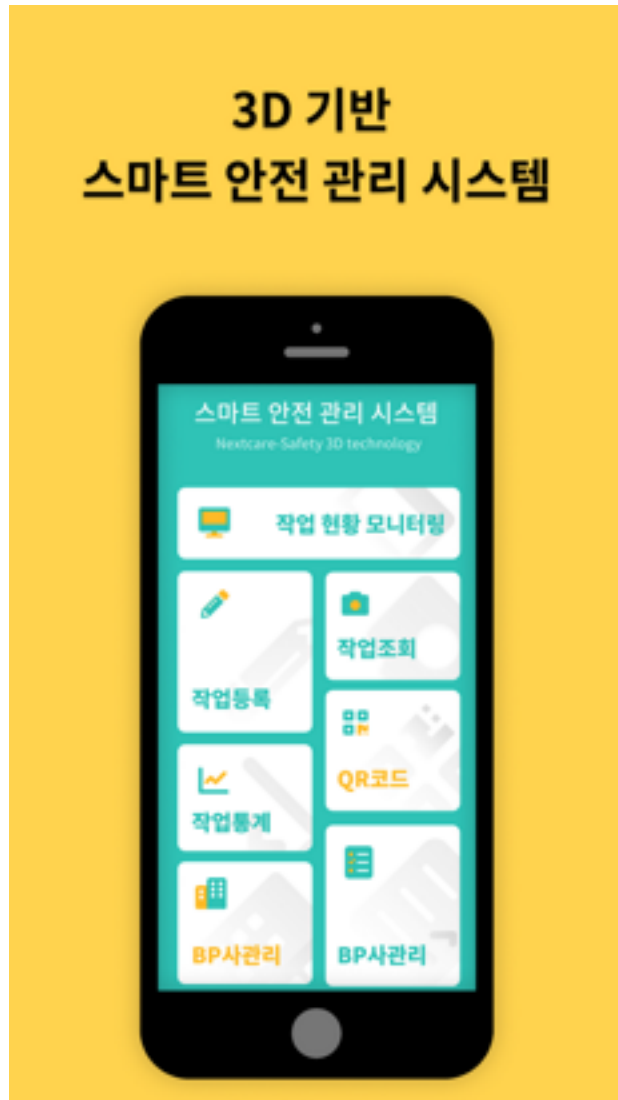 3D 기반
스마트 안전 관리 시스템
스마트 안전 관리 시스템
Nextcare-Safety 3D technology
작업 현황 모니터링
작업등록
작업조회
QR코드
작업통계
BP사관리
BP사관리